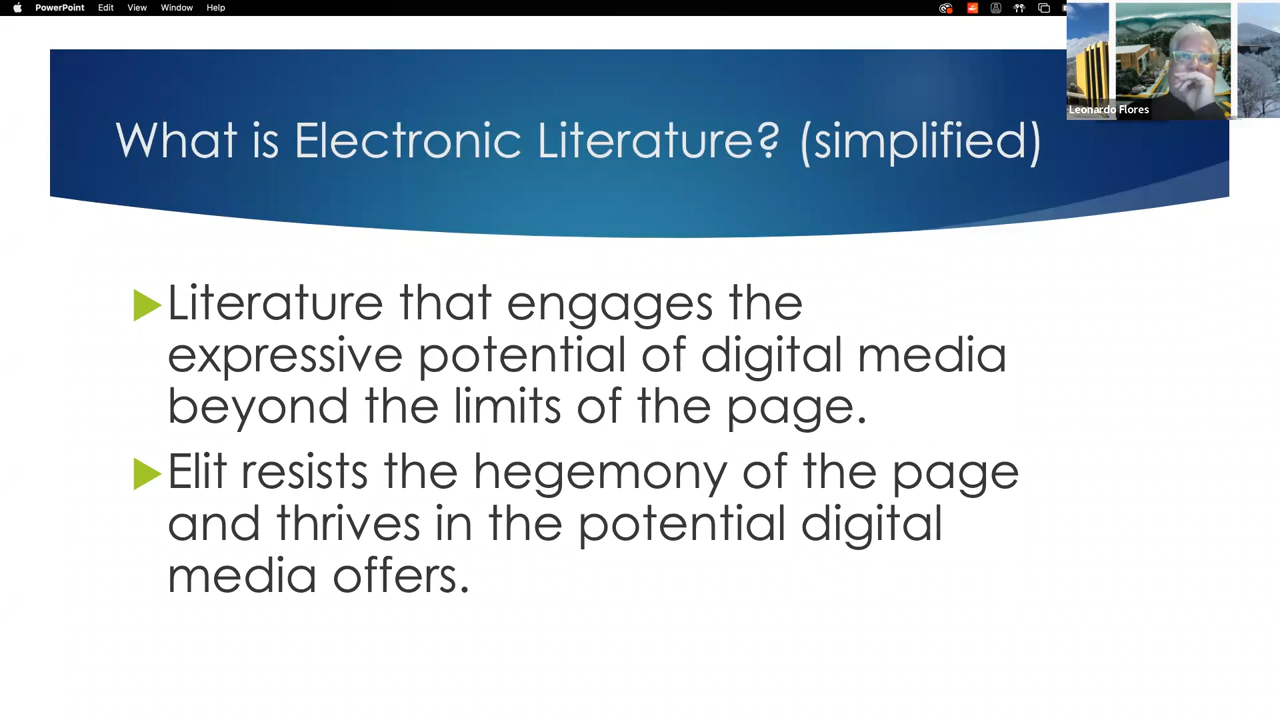 PowerPoint Edit View Window Help
Leonardo Flores
What is Electronic Literature? (simplified)
Literature that engages the
expressive potential of digital media
beyond the limits of the page.
Elit resists the hegemony of the page
and thrives in the potential digital
media offers.